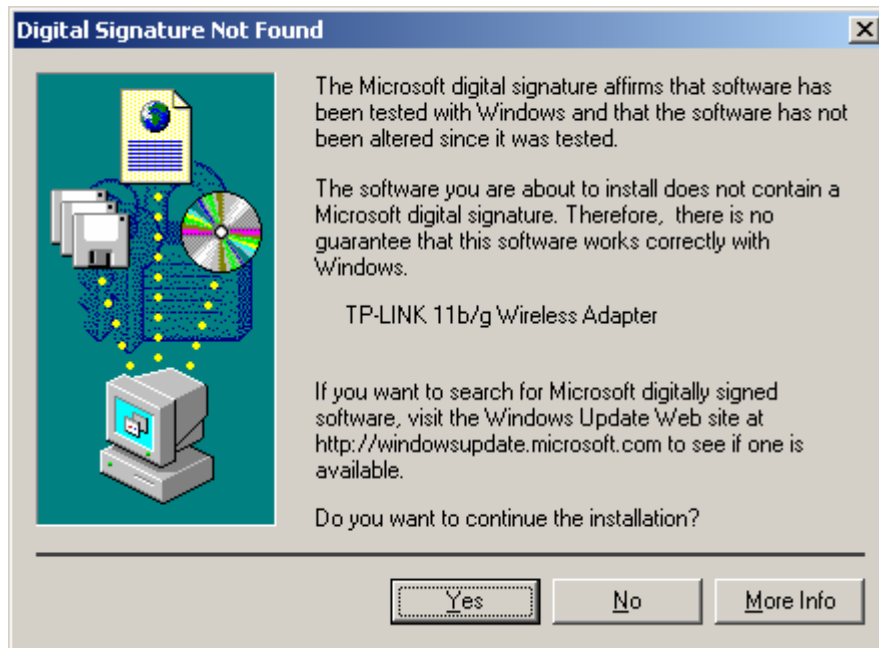 Digital Signature Not Found
The Microsoft digital signature affirms that software has
been tested with Windows and that the software has not
been altered since it was tested.
The software you are about to install does not contain a
Microsoft digital signature. Therefore,  there is no
guarantee that this software works correctly with
Windows.
TP-LINK 11b/g Wireless Adapter
If you want to search for Microsoft digitally signed
software, visit the Windows Update Web site at
http://windowsupdate.microsoft.com to see if one is
available.
Do you want to continue the installation?
Yes
No
More Info